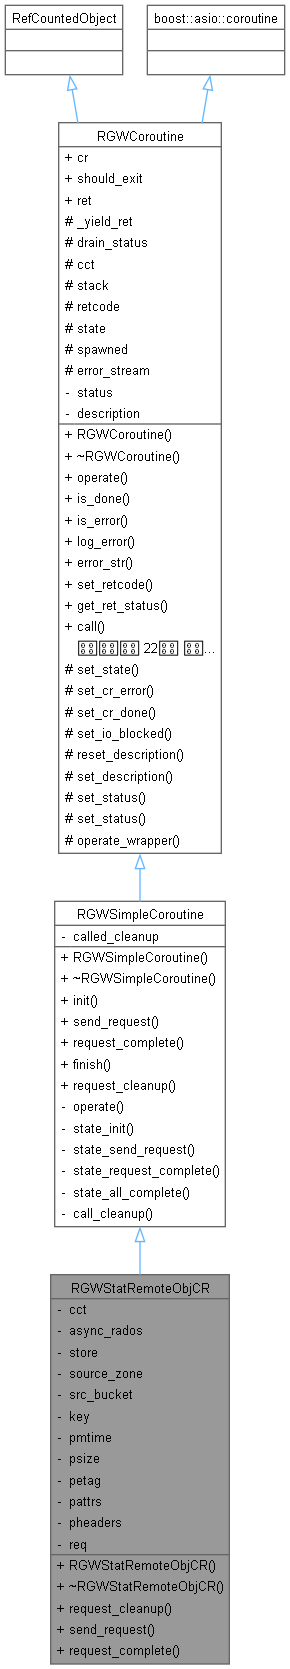 RefCountedObject
boost::asio::coroutine
RGWCoroutine
+ cr
+ should_exit
+ ret
# _yield_ret
# drain_status
# cct
# stack
# retcode
# state
# spawned
# error_stream
- status
- description
+ RGWCoroutine()
+ ~RGWCoroutine()
+ operate()
+ is_done()
+ is_error()
+ log_error()
+ error_str()
+ set_retcode()
+ get_ret_status()
+ call()
22 ...
# set_state()
# set_cr_error()
# set_cr_done()
# set_io_blocked()
# reset_description()
# set_description()
# set_status()
# set_status()
# operate_wrapper()
RGWSimpleCoroutine
- called_cleanup
+ RGWSimpleCoroutine()
+ ~RGWSimpleCoroutine()
+ init()
+ send_request()
+ request_complete()
+ finish()
+ request_cleanup()
- operate()
- state_init()
- state_send_request()
- state_request_complete()
- state_all_complete()
- call_cleanup()
RGWStatRemoteObjCR
- cct
- async_rados
- store
- source_zone
- src_bucket
- key
- pmtime
- psize
- petag
- pattrs
- pheaders
- req
+ RGWStatRemoteObjCR()
+ ~RGWStatRemoteObjCR()
+ request_cleanup()
+ send_request()
+ request_complete()